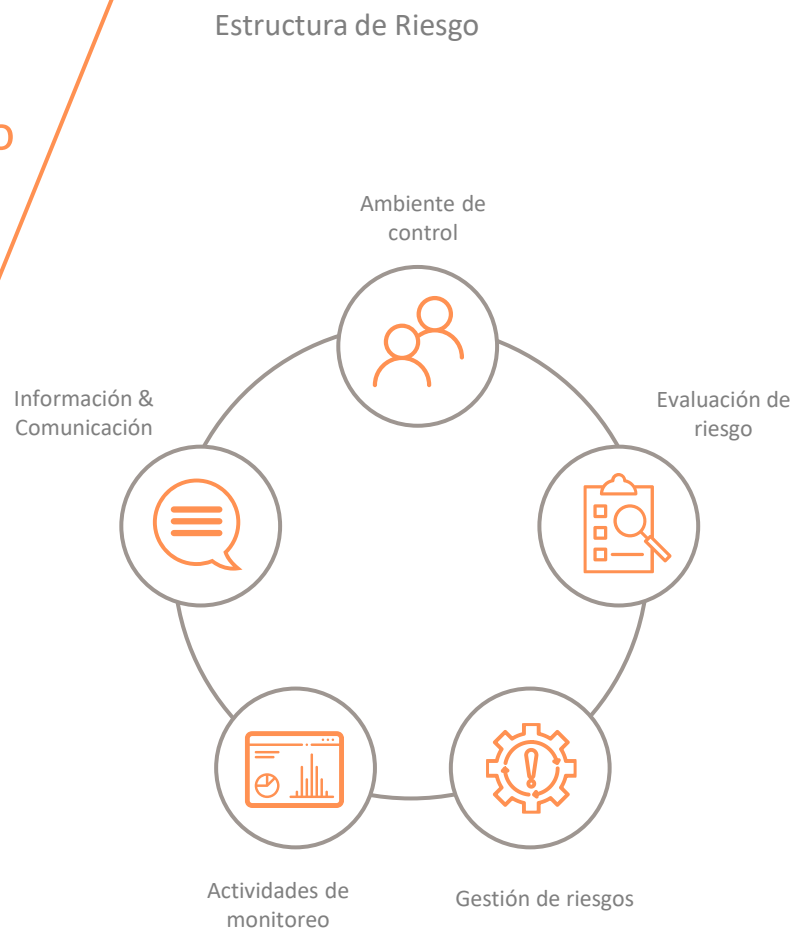 Estructura de Riesgo
Ambiente de
control
Información &
Comunicación
Evaluación de
riesgo
Actividades de
monitoreo
Gestión de riesgos